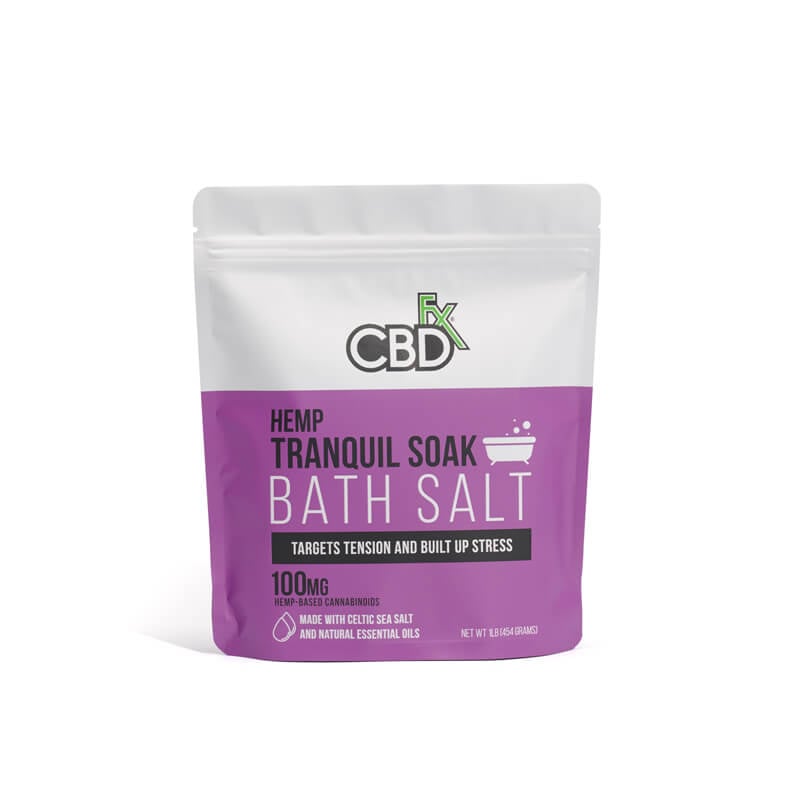 CBDFX
HEMP
TRANQUIL SOAK
BATH SALT
TARGETS TENSION AND BUILT UP STRESS
100MG
HEMP-BASED CANNABINOIDS
MADE WITH CELTIC SEA SALT
AND NATURAL ESSENTIAL OILS
NET WT 1LB (454 GRAMS)